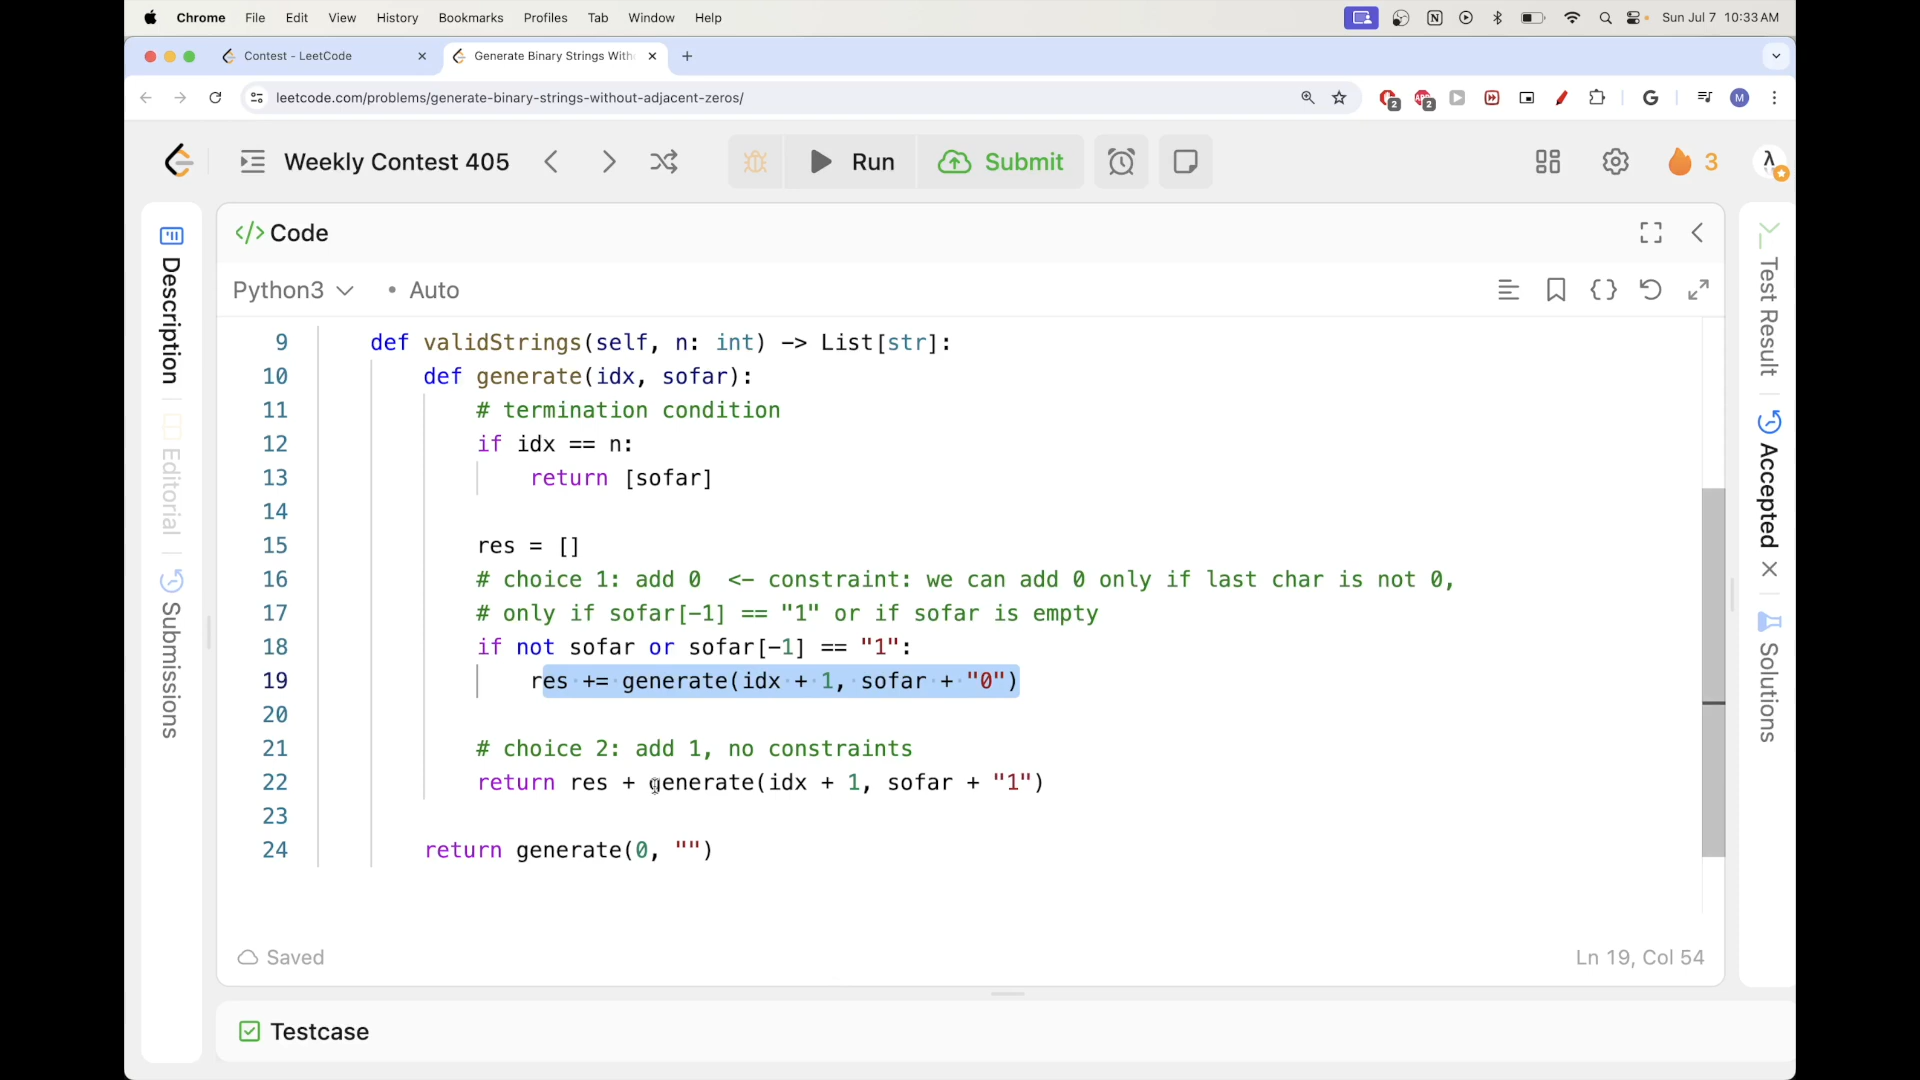 Chrome File Edit View History Bookmarks Profiles Tab Window Help Sun Jul 7 10:33 AM
Contest - LeetCode Generate Binary Strings With
leetcode.com/problems/generate-binary-strings-without-adjacent-zeros/ 2 2 G M
Weekly Contest 405 Run Submit 3
Description
Editorial
Submissions
</> Code
Python3 • Auto
9 def validStrings(self, n: int) -> List[str]:
10 def generate(idx, sofar):
11 # termination condition
12 if idx == n:
13 return [sofar]
14
15 res = []
16 # choice 1: add 0  <- constraint: we can add 0 only if last char is not 0,
17 # only if sofar[-1] == "1" or if sofar is empty
18 if not sofar or sofar[-1] == "1":
19 res += generate(idx + 1, sofar + "0")
20
21 # choice 2: add 1, no constraints
22 return res + generate(idx + 1, sofar + "1")
23
24 return generate(0, "")
Saved Ln 19, Col 54
Testcase
Test Result
Accepted
Solutions